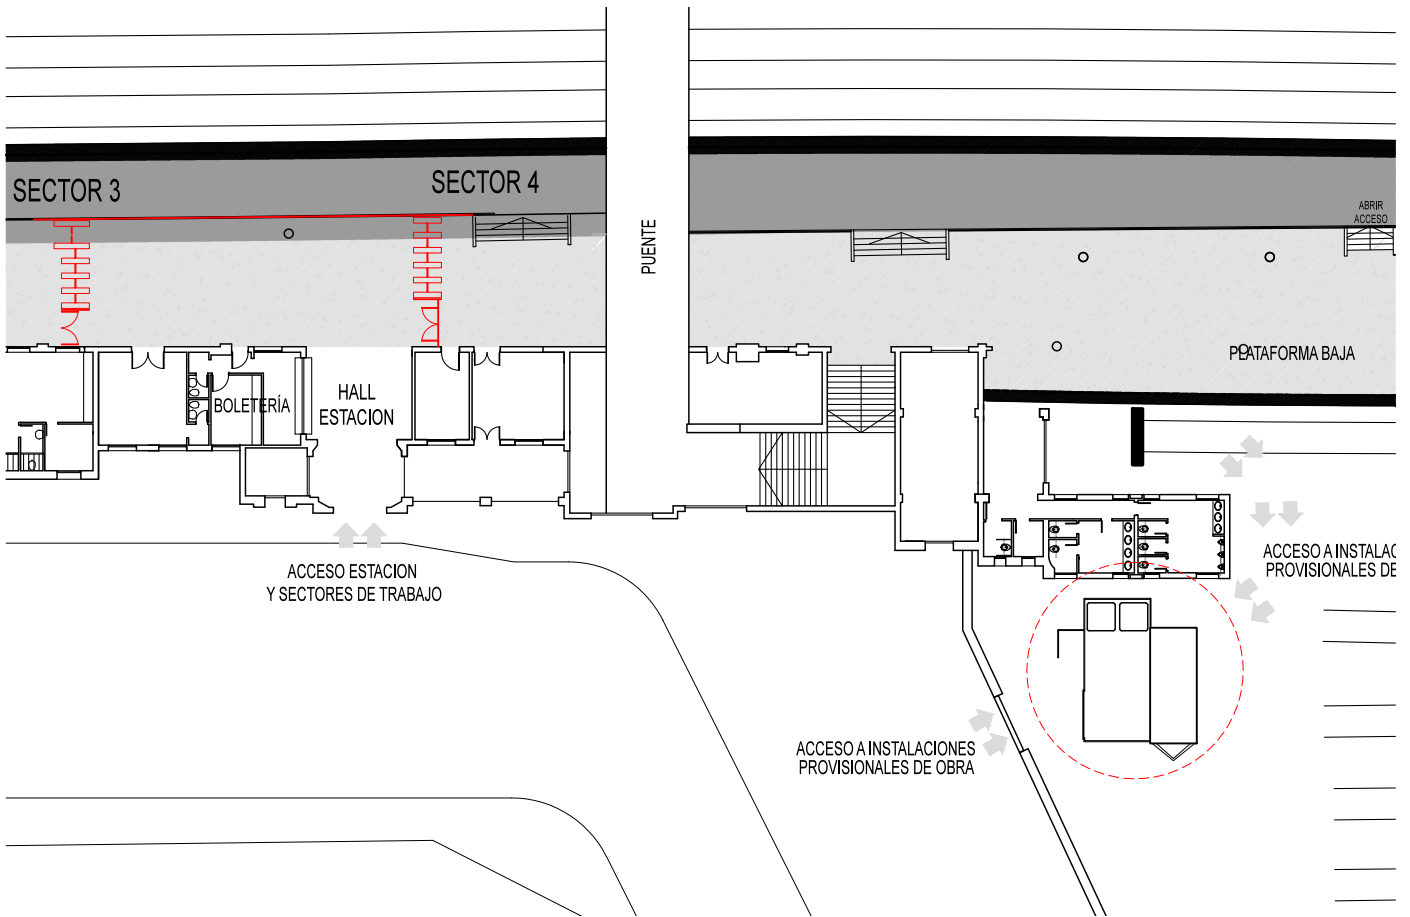 SECTOR 3
SECTOR 4
ABRIR
ACCESO
PUENTE
PLATAFORMA BAJA
HALL
ESTACION
BOLETERÍA
ACCESO ESTACION
Y SECTORES DE TRABAJO
ACCESO A INSTALAC
PROVISIONALES DE
ACCESO A INSTALACIONES
PROVISIONALES DE OBRA